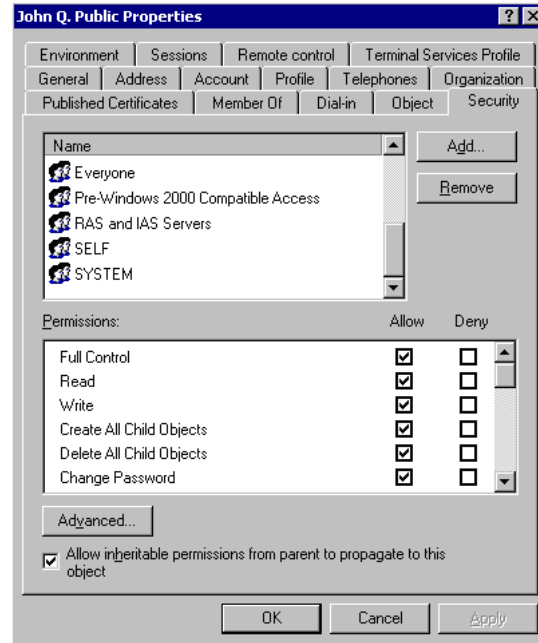 John Q. Public Properties
Environment Sessions Remote control Terminal Services Profile
General Address Account Profile Telephones Organization
Published Certificates Member Of Dial-in Object Security
Name
Add...
Everyone
Pre-Windows 2000 Compatible Access
Remove
RAS and IAS Servers
SELF
SYSTEM
Permissions: Allow Deny
Full Control
Read
Write
Create All Child Objects
Delete All Child Objects
Change Password
Advanced...
Allow inheritable permissions from parent to propagate to this
object
OK Cancel Apply